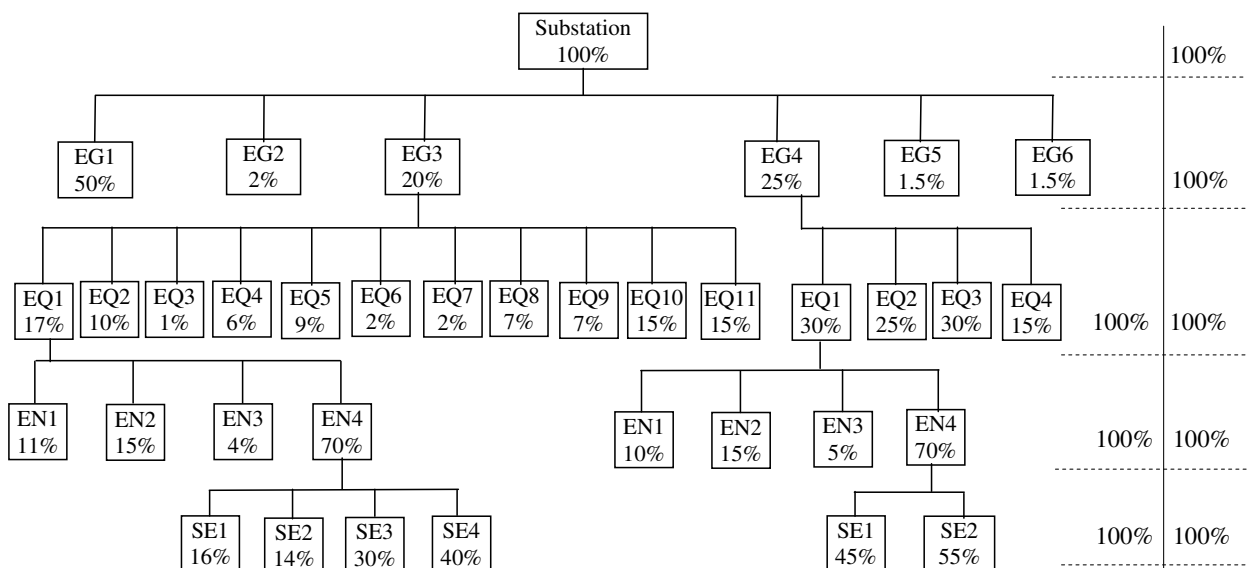 Substation
100%
100%
EG1
50%
EG2
2%
EG3
20%
EG4
25%
EG5
1.5%
EG6
1.5%
100%
EQ1
17%
EQ2
10%
EQ3
1%
EQ4
6%
EQ5
9%
EQ6
2%
EQ7
2%
EQ8
7%
EQ9
7%
EQ10
15%
EQ11
15%
EQ1
30%
EQ2
25%
EQ3
30%
EQ4
15%
100%
100%
EN1
11%
EN2
15%
EN3
4%
EN4
70%
EN1
10%
EN2
15%
EN3
5%
EN4
70%
100%
100%
SE1
16%
SE2
14%
SE3
30%
SE4
40%
SE1
45%
SE2
55%
100%
100%